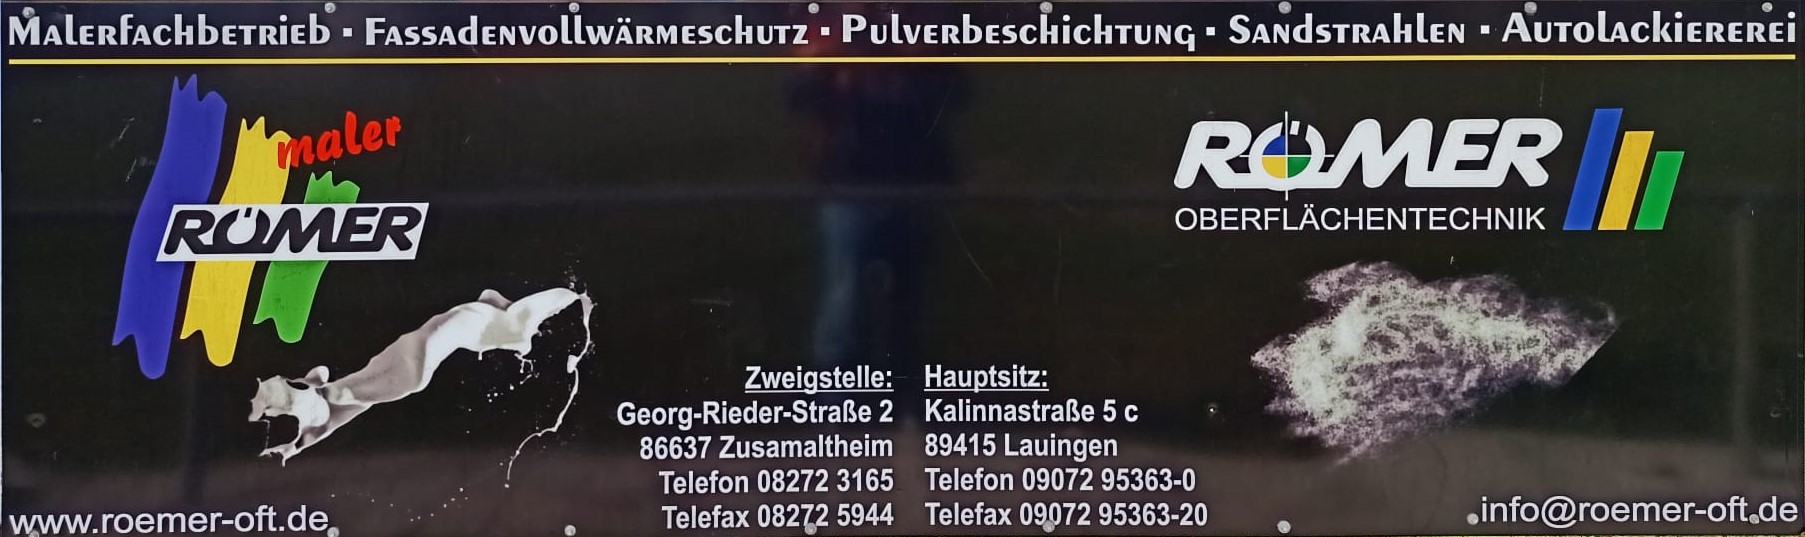 Malerfachbetrieb ▪ Fassadenvollwärmeschutz ▪ Pulverbeschichtung ▪ Sandstrahlen ▪ Autolackiererei
maler
RÖMER
RÖMER
OBERFLÄCHENTECHNIK
Zweigstelle:
Georg-Rieder-Straße 2
86637 Zusamaltheim
Telefon 08272 3165
Telefax 08272 5944
Hauptsitz:
Kalinnastraße 5 c
89415 Lauingen
Telefon 09072 95363-0
Telefax 09072 95363-20
www.roemer-oft.de
info@roemer-oft.de